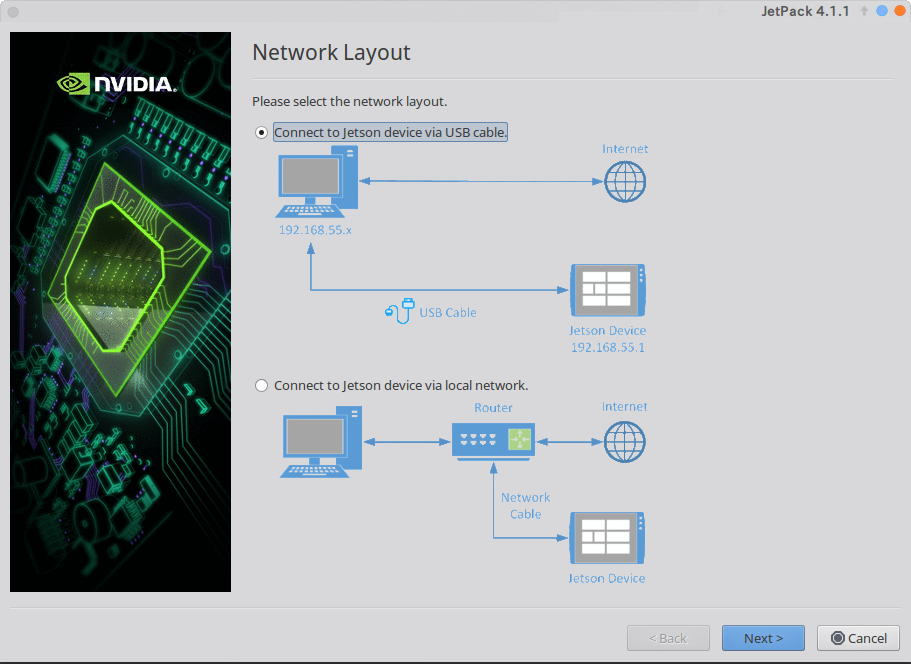 JetPack 4.1.1
NVIDIA.
Network Layout
Please select the network layout.
Connect to Jetson device via USB cable.
Internet
192.168.55.x
USB Cable
Jetson Device
192.168.55.1
Connect to Jetson device via local network.
Router
Internet
Network
Cable
Jetson Device
< Back
Next >
Cancel